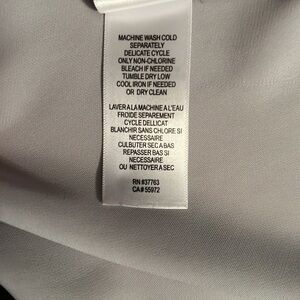 MACHINE WASH COLD
SEPARATELY
DELICATE CYCLE
ONLY NON-CHLORINE
BLEACH IF NEEDED
TUMBLE DRY LOW
COOL IRON IF NEEDED
OR DRY CLEAN
LAVER A LA MACHINE A L'EAU
FROIDE SEPAREMENT
CYCLE DELLICAT
BLANCHIR SANS CHLORE SI
NECESSAIRE
CULBUTER SEC A BAS
REPASSER BAS SI
NECESSAIRE
OU NETTOYER A SEC
RN #37763
CA# 55972